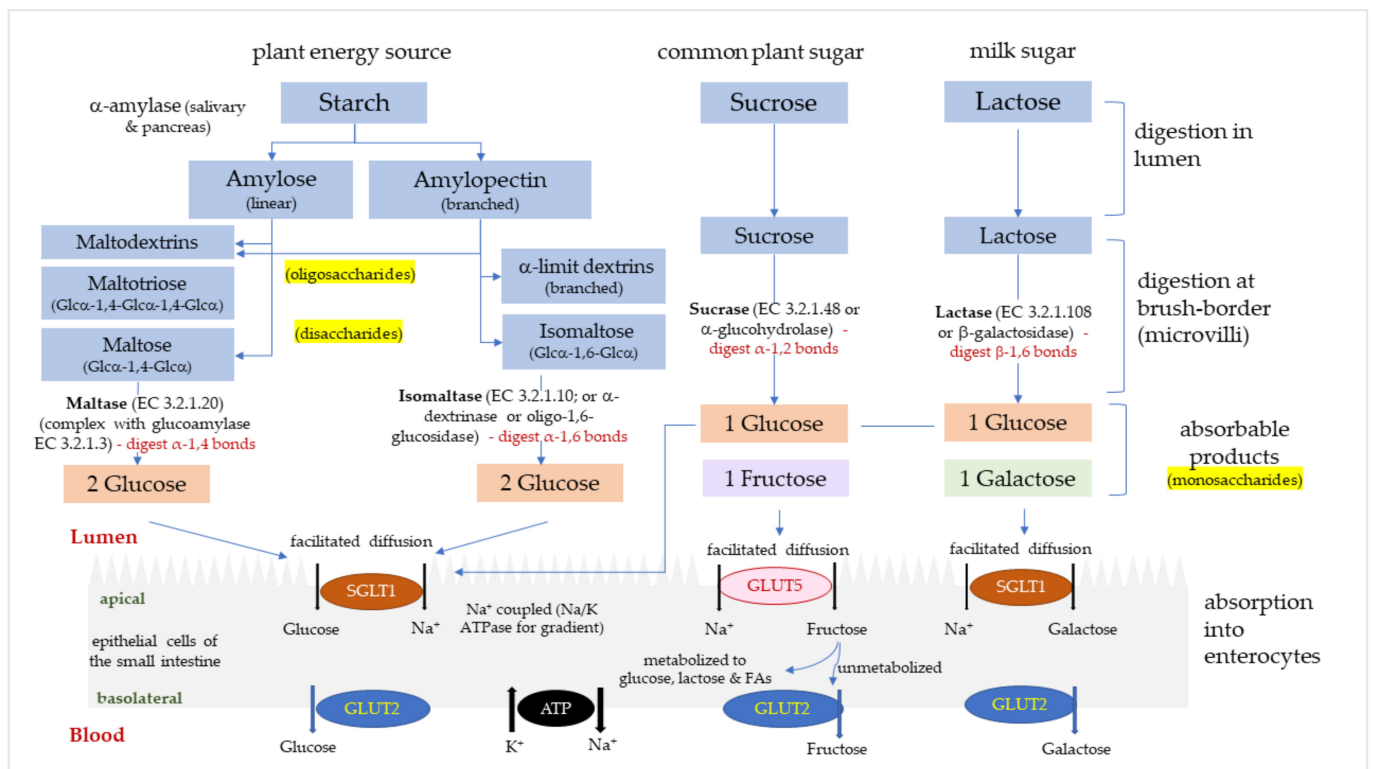 plant energy source
common plant sugar
milk sugar
α-amylase (salivary
& pancreas)
Starch
Sucrose
Lactose
digestion in
lumen
Amylose
(linear)
Amylopectin
(branched)
Maltodextrins
Sucrose
Lactose
(oligosaccharides)
α-limit dextrins
(branched)
Maltotriose
(Glcα-1,4-Glcα-1,4-Glcα)
digestion at
brush-border
(microvilli)
Sucrase (EC 3.2.1.48 or
α-glucohydrolase) -
digest α-1,2 bonds
Lactase (EC 3.2.1.108
or β-galactosidase) -
digest β-1,6 bonds
(disaccharides)
Isomaltose
(Glcα-1,6-Glcα)
Maltose
(Glcα-1,4-Glcα)
Maltase (EC 3.2.1.20)
(complex with glucoamylase
EC 3.2.1.3) - digest α-1,4 bonds
Isomaltase (EC 3.2.1.10; or α-
dextrinase or oligo-1,6-
glucosidase) - digest α-1,6 bonds
1 Glucose
1 Glucose
absorbable
products
(monosaccharides)
2 Glucose
2 Glucose
1 Fructose
1 Galactose
Lumen
facilitated diffusion
facilitated diffusion
facilitated diffusion
apical
SGLT1
GLUT5
SGLT1
Glucose
Na⁺
Na⁺ coupled (Na/K
ATPase for gradient)
Na⁺
Fructose
Na⁺
Galactose
absorption
into
enterocytes
epithelial cells of
the small intestine
metabolized to
glucose, lactose & FAs
unmetabolized
basolateral
GLUT2
ATP
GLUT2
GLUT2
Blood
Glucose
K⁺
Na⁺
Fructose
Galactose